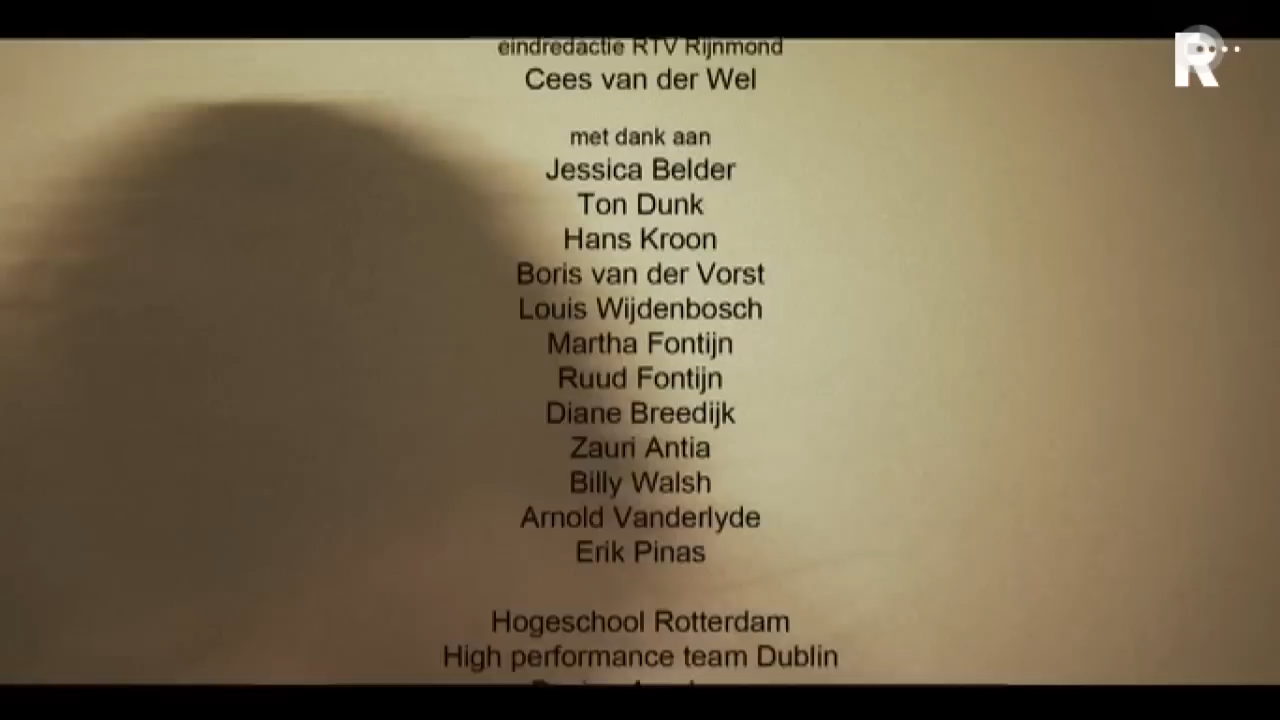 eindredactie RTV Rijnmond
Cees van der Wel
met dank aan
Jessica Belder
Ton Dunk
Hans Kroon
Boris van der Vorst
Louis Wijdenbosch
Martha Fontijn
Ruud Fontijn
Diane Breedijk
Zauri Antia
Billy Walsh
Arnold Vanderlyde
Erik Pinas
Hogeschool Rotterdam
High performance team Dublin
R